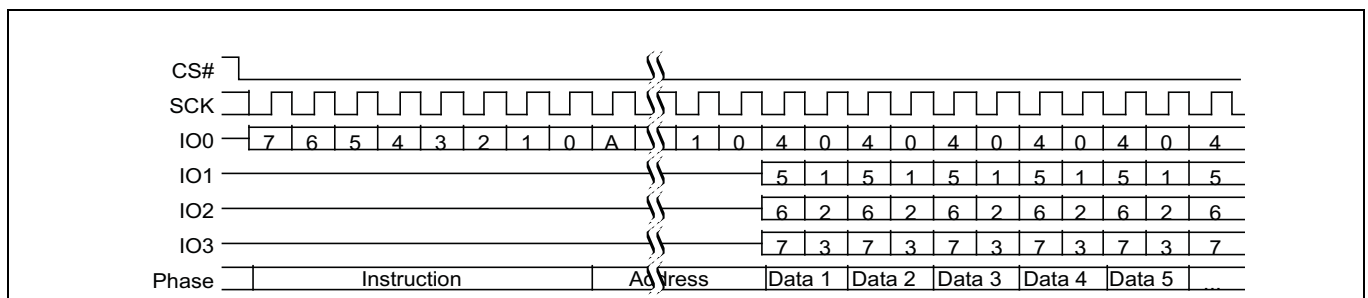 CS#
SCK
IO0 7 6 5 4 3 2 1 0 A 1 0 4 0 4 0 4 0 4 0 4 0 4
IO1 5 1 5 1 5 1 5 1 5 1 5
IO2 6 2 6 2 6 2 6 2 6 2 6
IO3 7 3 7 3 7 3 7 3 7 3 7
Phase Instruction Address Data 1 Data 2 Data 3 Data 4 Data 5 ...